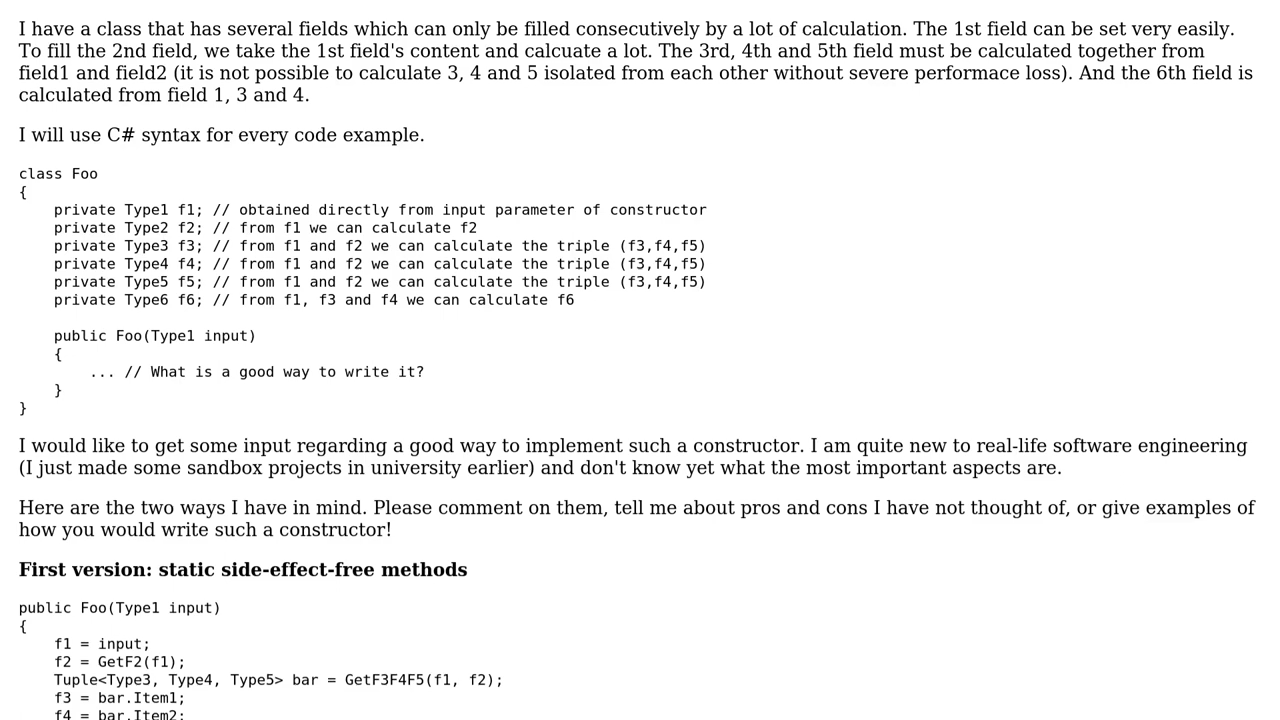 I have a class that has several fields which can only be filled consecutively by a lot of calculation. The 1st field can be set very easily.
To fill the 2nd field, we take the 1st field's content and calcuate a lot. The 3rd, 4th and 5th field must be calculated together from
field1 and field2 (it is not possible to calculate 3, 4 and 5 isolated from each other without severe performace loss). And the 6th field is
calculated from field 1, 3 and 4.
I will use C# syntax for every code example.
class Foo
{
    private Type1 f1; // obtained directly from input parameter of constructor
    private Type2 f2; // from f1 we can calculate f2
    private Type3 f3; // from f1 and f2 we can calculate the triple (f3,f4,f5)
    private Type4 f4; // from f1 and f2 we can calculate the triple (f3,f4,f5)
    private Type5 f5; // from f1 and f2 we can calculate the triple (f3,f4,f5)
    private Type6 f6; // from f1, f3 and f4 we can calculate f6
    public Foo(Type1 input)
    {
        ... // What is a good way to write it?
    }
}
I would like to get some input regarding a good way to implement such a constructor. I am quite new to real-life software engineering
(I just made some sandbox projects in university earlier) and don't know yet what the most important aspects are.
Here are the two ways I have in mind. Please comment on them, tell me about pros and cons I have not thought of, or give examples of
how you would write such a constructor!
First version: static side-effect-free methods
public Foo(Type1 input)
{
    f1 = input;
    f2 = GetF2(f1);
    Tuple<Type3, Type4, Type5> bar = GetF3F4F5(f1, f2);
    f3 = bar.Item1;
    f4 = bar.Item2;